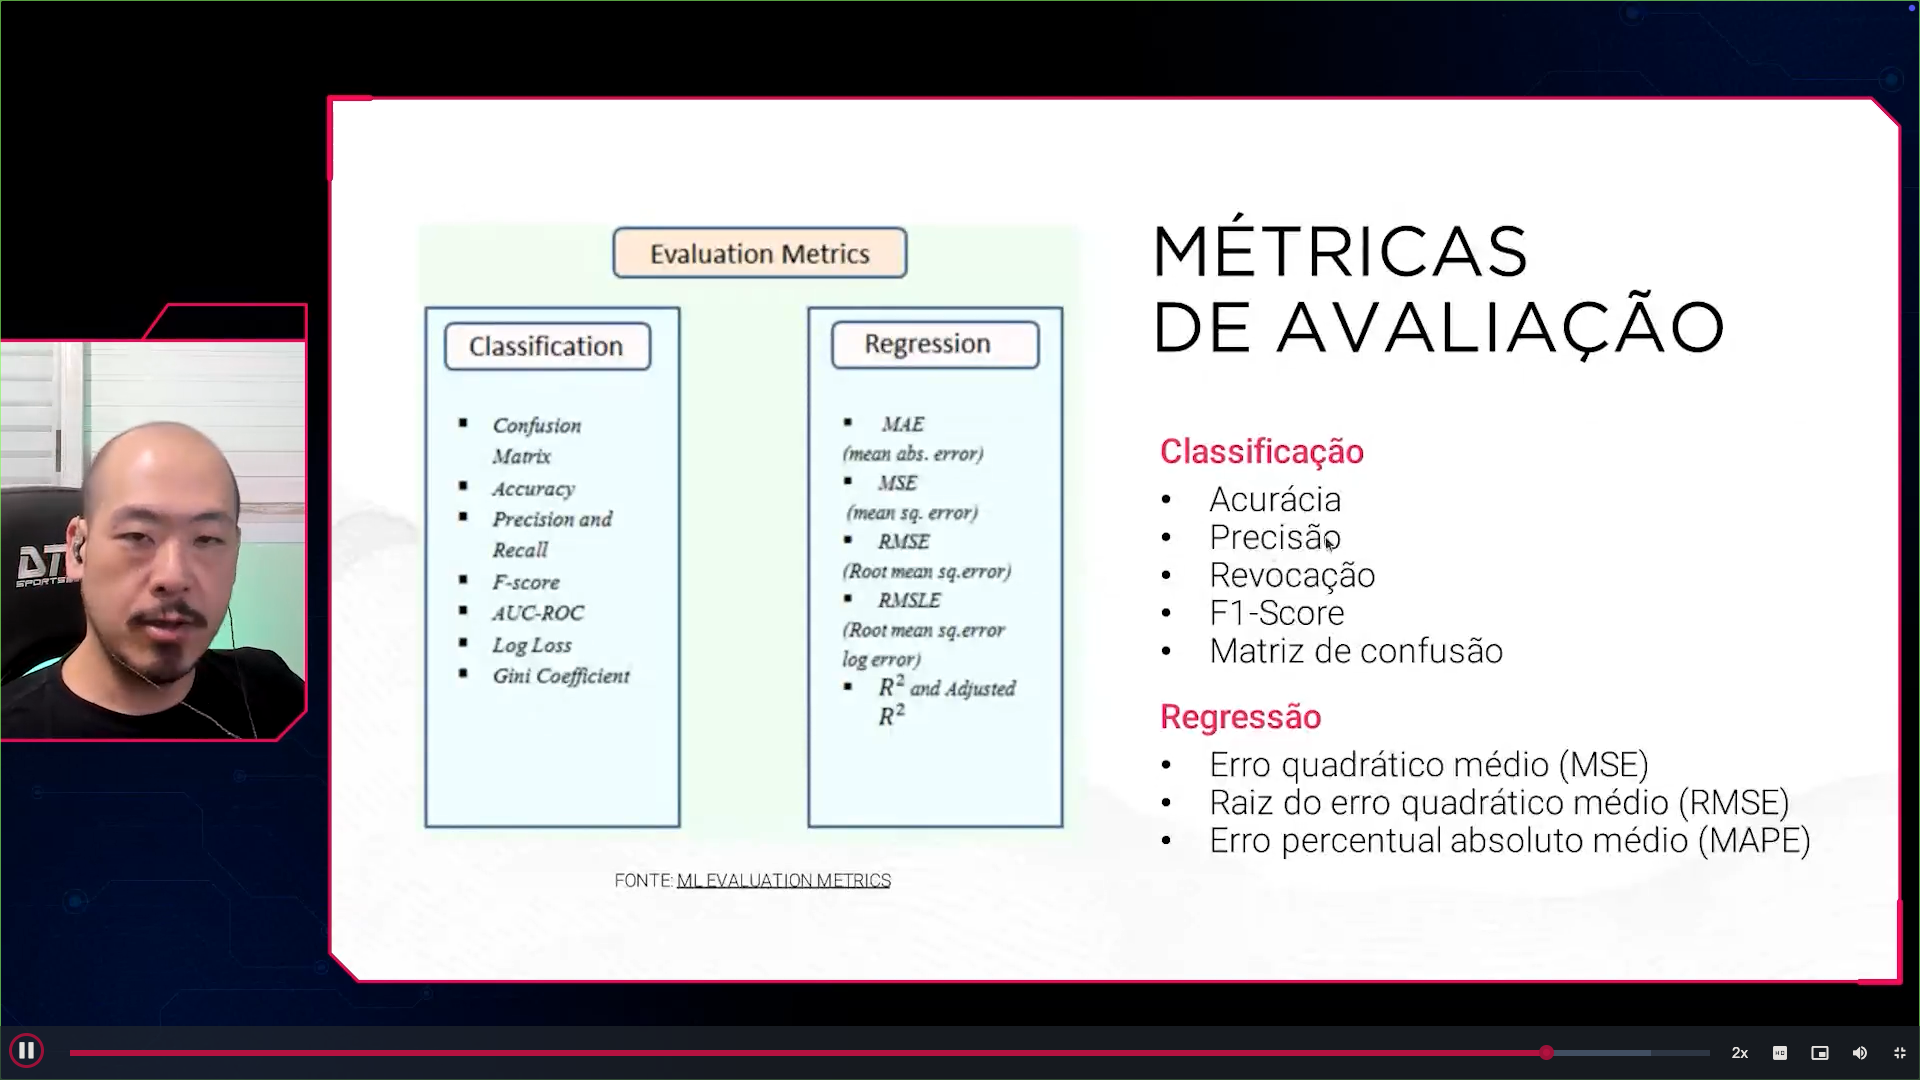 MÉTRICAS
DE AVALIAÇÃO
Evaluation Metrics
Classification
Confusion
Matrix
Accuracy
Precision and
Recall
F-score
AUC-ROC
Log Loss
Gini Coefficient
Regression
MAE
(mean abs. error)
MSE
(mean sq. error)
RMSE
(Root mean sq.error)
RMSLE
(Root mean sq.error
log error)
R² and Adjusted
R²
FONTE: ML EVALUATION METRICS
Classificação
• Acurácia
• Precisão
• Revocação
• F1-Score
• Matriz de confusão
Regressão
• Erro quadrático médio (MSE)
• Raiz do erro quadrático médio (RMSE)
• Erro percentual absoluto médio (MAPE)
DT
SPORTS
2x
HD